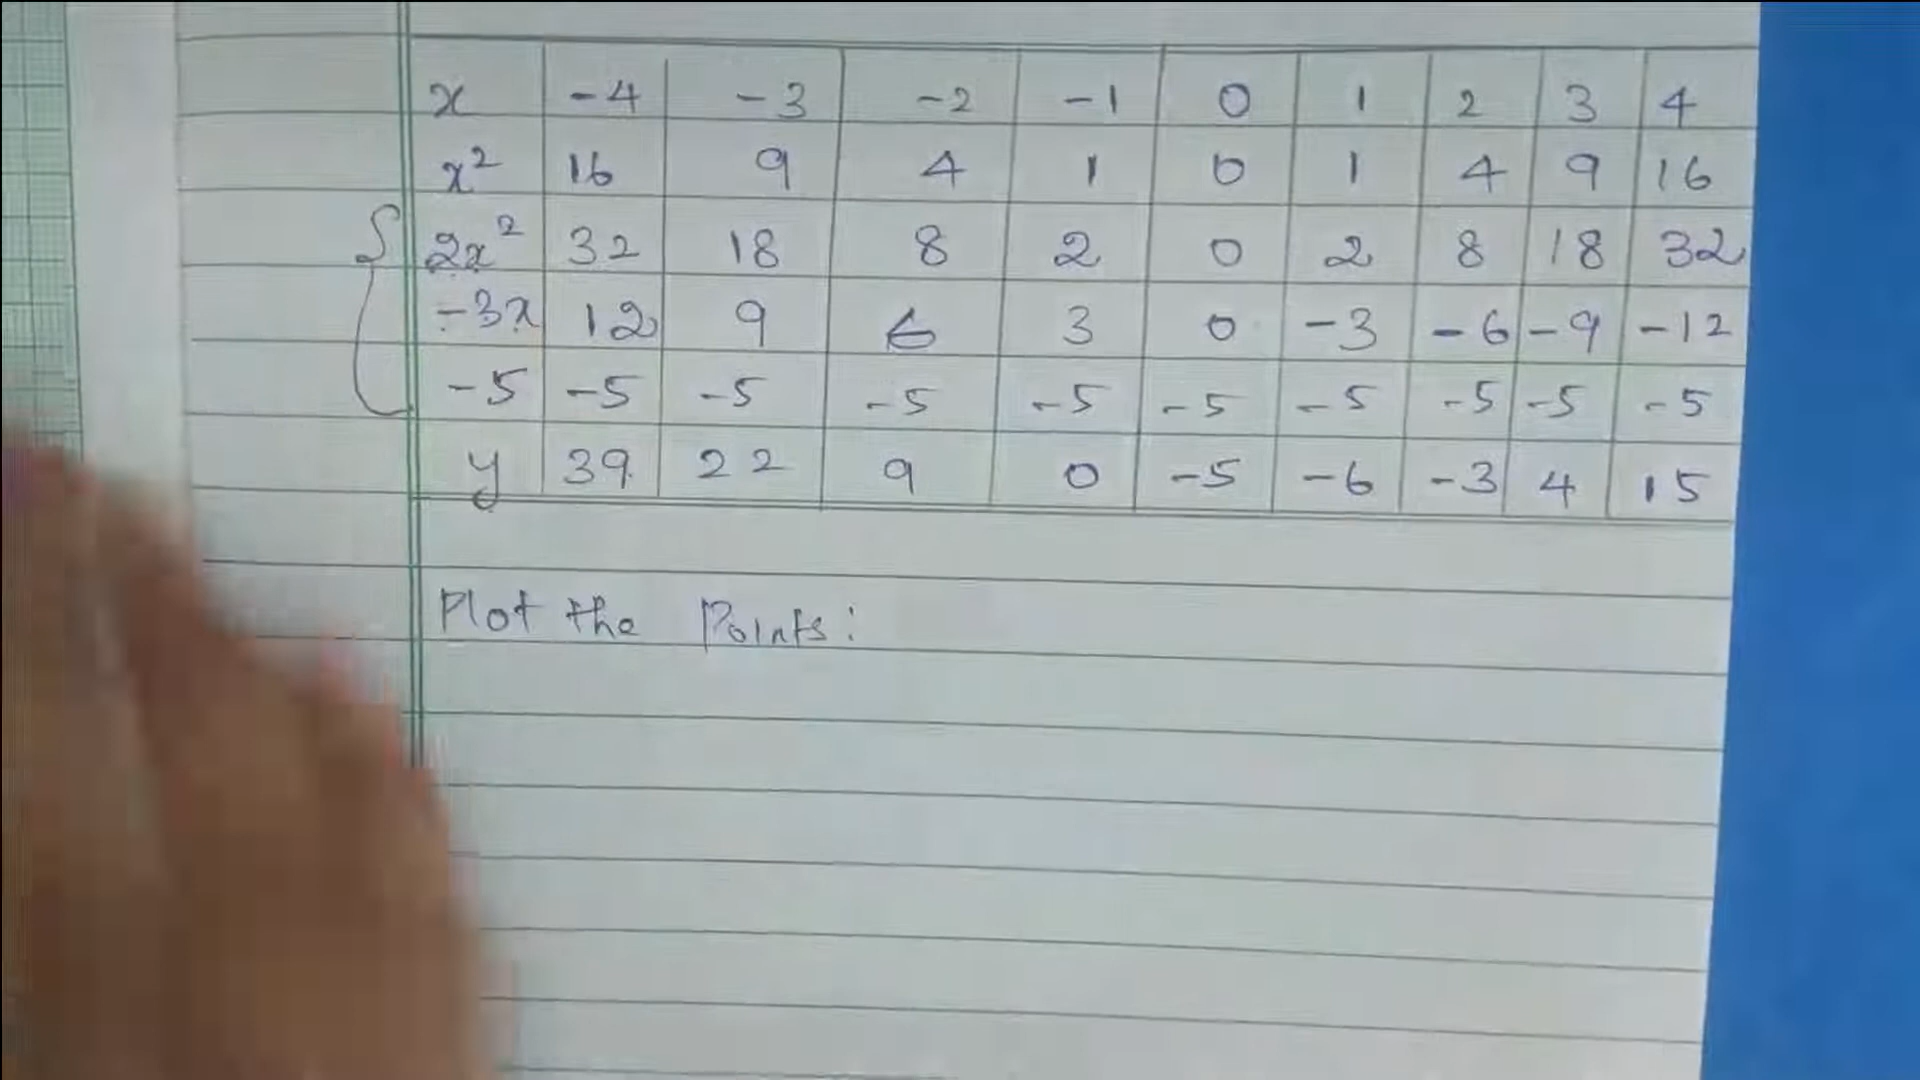 x -4 -3 -2 -1 0 1 2 3 4
x² 16 9 4 1 0 1 4 9 16
2x² 32 18 8 2 0 2 8 18 32
-3x 12 9 6 3 0 -3 -6 -9 -12
-5 -5 -5 -5 -5 -5 -5 -5 -5 -5
y 39 22 9 0 -5 -6 -3 4 15
Plot the Points: